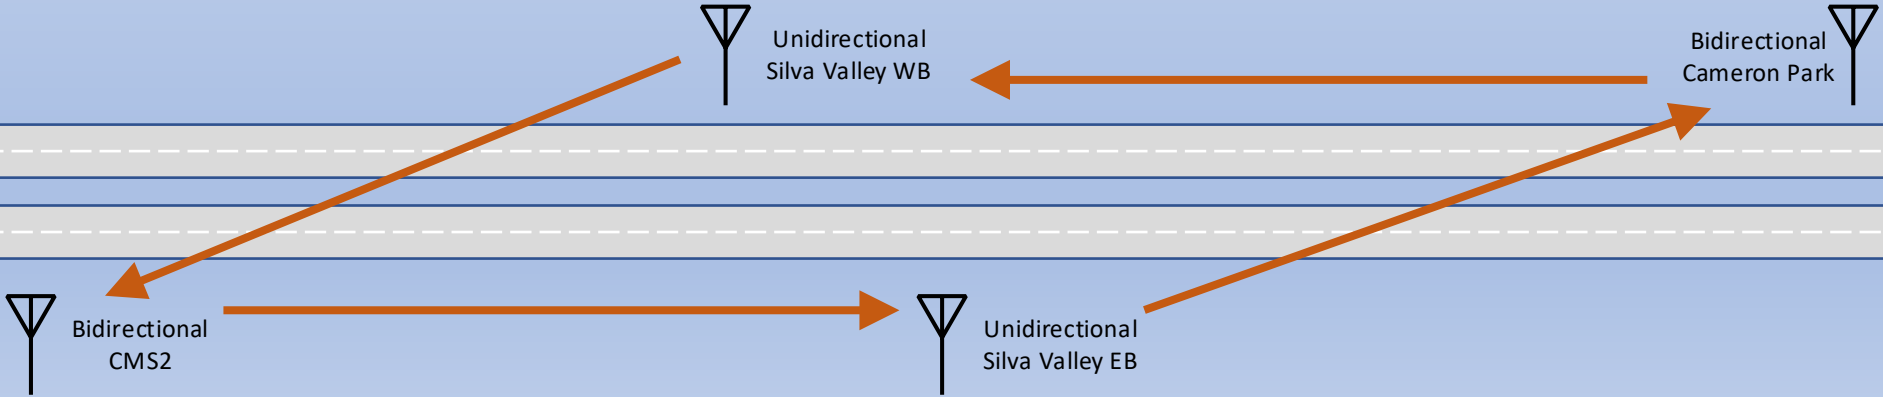 Unidirectional
Silva Valley WB
Bidirectional
Cameron Park
Bidirectional
CMS2
Unidirectional
Silva Valley EB